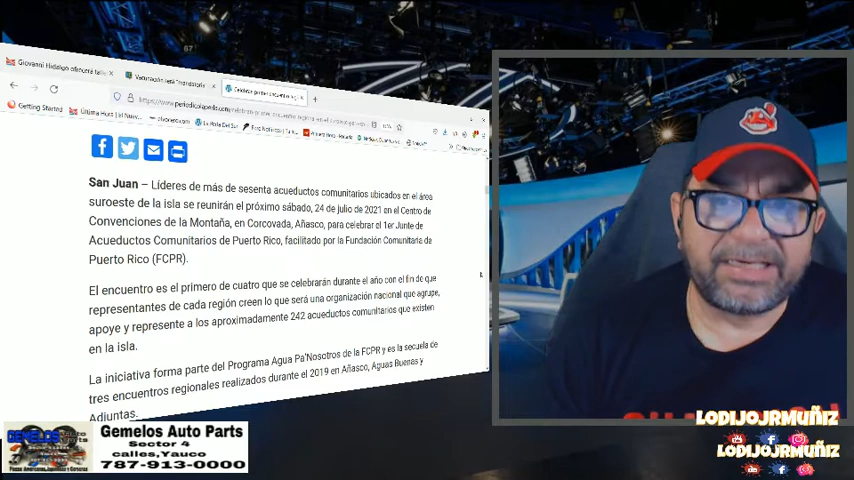 Getting Started
San Juan – Líderes de más de sesenta acueductos comunitarios ubicados en el área
suroeste de la isla se reunirán el próximo sábado, 24 de julio de 2021 en el Centro de
Convenciones de la Montaña, en Corcovada, Añasco, para celebrar el 1er Junte de
Acueductos Comunitarios de Puerto Rico, facilitado por la Fundación Comunitaria de
Puerto Rico (FCPR).
El encuentro es el primero de cuatro que se celebrarán durante el año con el fin de que
representantes de cada región creen lo que será una organización nacional que agrupe,
apoye y represente a los aproximadamente 242 acueductos comunitarios que existen
en la isla.
La iniciativa forma parte del Programa Agua Pa'Nosotros de la FCPR y es la secuela de
tres encuentros regionales realizados durante el 2019 en Añasco, Aguas Buenas y
Adjuntas.
GEMELOS
Gemelos Auto Parts
Sector 4
calles,Yauco
787-913-0000
LODIJOJRMUÑIZ
LODIJOJRMUÑIZ